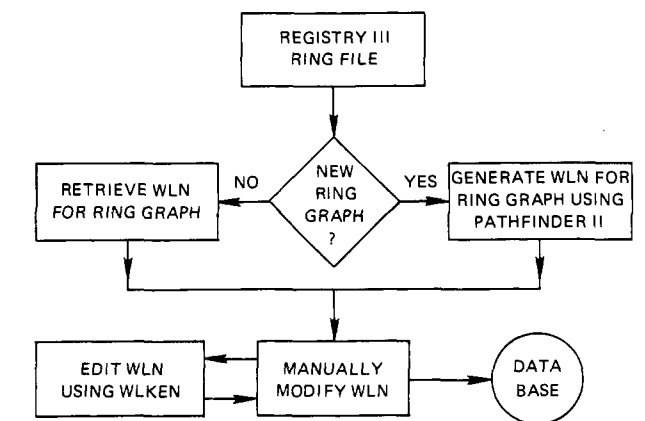 REGISTRY III
RING FILE
NEW
RING
GRAPH
?
NO
YES
RETRIEVE WLN
FOR RING GRAPH
GENERATE WLN FOR
RING GRAPH USING
PATHFINDER II
EDIT WLN
USING WLKEN
MANUALLY
MODIFY WLN
DATA
BASE